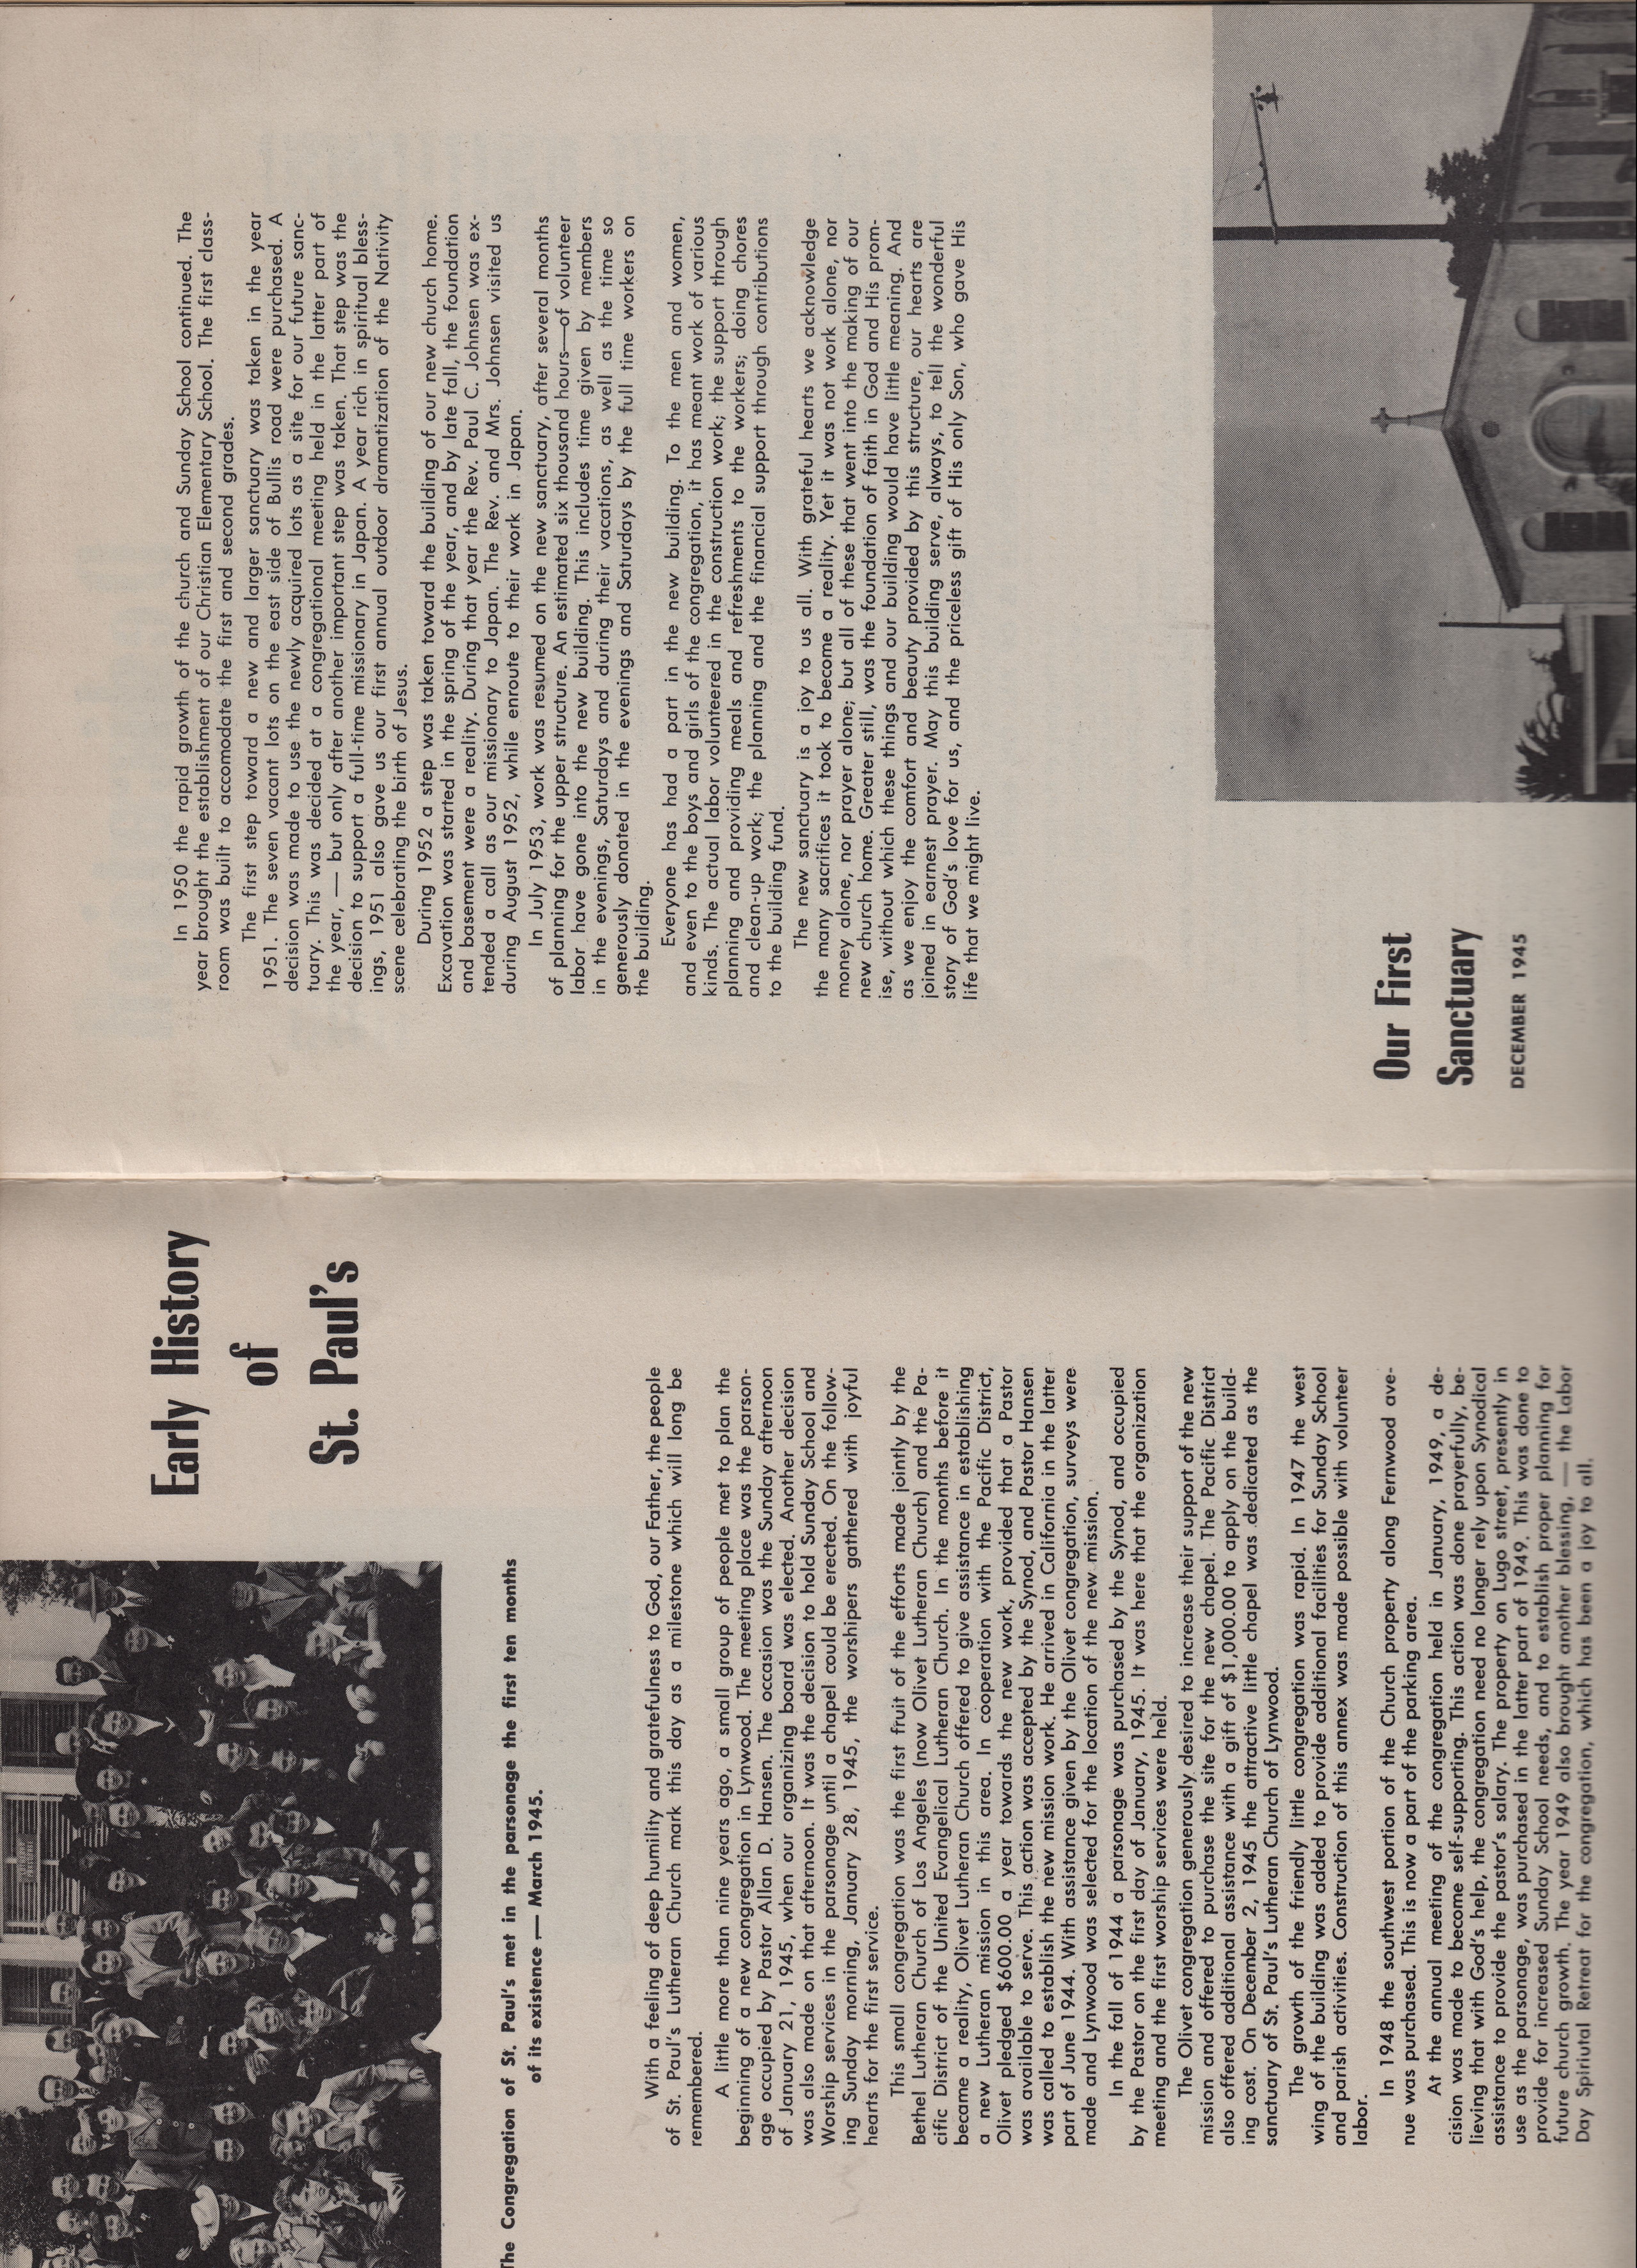 Early History
of
St. Paul's
The Congregation of St. Paul's met in the parsonage the first ten months
of its existence — March 1945.
With a feeling of deep humility and gratefulness to God, our Father, the people
of St. Paul's Lutheran Church mark this day as a milestone which will long be
remembered.
A little more than nine years ago, a small group of people met to plan the
beginning of a new congregation in Lynwood. The meeting place was the parson-
age occupied by Pastor Allan D. Hansen. The occasion was the Sunday afternoon
of January 21, 1945, when our organizing board was elected. Another decision
was also made on that afternoon. It was the decision to hold Sunday School and
Worship services in the parsonage until a chapel could be erected. On the follow-
ing Sunday morning, January 28, 1945, the worshipers gathered with joyful
hearts for the first service.
This small congregation was the first fruit of the efforts made jointly by the
Bethel Lutheran Church of Los Angeles (now Olivet Lutheran Church) and the Pa-
cific District of the United Evangelical Lutheran Church. In the months before it
became a reality, Olivet Lutheran Church offered to give assistance in establishing
a new Lutheran mission in this area. In cooperation with the Pacific District,
Olivet pledged $600.00 a year towards the new work, provided that a Pastor
was available to serve. This action was accepted by the Synod, and Pastor Hansen
was called to establish the new mission work. He arrived in California in the latter
part of June 1944. With assistance given by the Olivet congregation, surveys were
made and Lynwood was selected for the location of the new mission.
In the fall of 1944 a parsonage was purchased by the Synod, and occupied
by the Pastor on the first day of January, 1945. It was here that the organization
meeting and the first worship services were held.
The Olivet congregation generously desired to increase their support of the new
mission and offered to purchase the site for the new chapel. The Pacific District
also offered additional assistance with a gift of $1,000.00 to apply on the build-
ing cost. On December 2, 1945 the attractive little chapel was dedicated as the
sanctuary of St. Paul's Lutheran Church of Lynwood.
The growth of the friendly little congregation was rapid. In 1947 the west
wing of the building was added to provide additional facilities for Sunday School
and parish activities. Construction of this annex was made possible with volunteer
labor.
In 1948 the southwest portion of the Church property along Fernwood ave-
nue was purchased. This is now a part of the parking area.
At the annual meeting of the congregation held in January, 1949, a de-
cision was made to become self-supporting. This action was done prayerfully, be-
lieving that with God's help, the congregation need no longer rely upon Synodical
assistance to provide the pastor's salary. The property on Lugo street, presently in
use as the parsonage, was purchased in the latter part of 1949. This was done to
provide for increased Sunday School needs, and to establish proper planning for
future church growth. The year 1949 also brought another blessing, — the Labor
Day Spiriutal Retreat for the congregation, which has been a joy to all.
In 1950 the rapid growth of the church and Sunday School continued. The
year brought the establishment of our Christian Elementary School. The first class-
room was built to accomodate the first and second grades.
The first step toward a new and larger sanctuary was taken in the year
1951. The seven vacant lots on the east side of Bullis road were purchased. A
decision was made to use the newly acquired lots as a site for our future sanc-
tuary. This was decided at a congregational meeting held in the latter part of
the year, — but only after another important step was taken. That step was the
decision to support a full-time missionary in Japan. A year rich in spiritual bless-
ings, 1951 also gave us our first annual outdoor dramatization of the Nativity
scene celebrating the birth of Jesus.
During 1952 a step was taken toward the building of our new church home.
Excavation was started in the spring of the year, and by late fall, the foundation
and basement were a reality. During that year the Rev. Paul C. Johnsen was ex-
tended a call as our missionary to Japan. The Rev. and Mrs. Johnsen visited us
during August 1952, while enroute to their work in Japan.
In July 1953, work was resumed on the new sanctuary, after several months
of planning for the upper structure. An estimated six thousand hours—of volunteer
labor have gone into the new building. This includes time given by members
in the evenings, Saturdays and during their vacations, as well as the time so
generously donated in the evenings and Saturdays by the full time workers on
the building.
Everyone has had a part in the new building. To the men and women,
and even to the boys and girls of the congregation, it has meant work of various
kinds. The actual labor volunteered in the construction work; the support through
planning and providing meals and refreshments to the workers; doing chores
and clean-up work; the planning and the financial support through contributions
to the building fund.
The new sanctuary is a joy to us all. With grateful hearts we acknowledge
the many sacrifices it took to become a reality. Yet it was not work alone, nor
money alone, nor prayer alone; but all of these that went into the making of our
new church home. Greater still, was the foundation of faith in God and His prom-
ise, without which these things and our building would have little meaning. And
as we enjoy the comfort and beauty provided by this structure, our hearts are
joined in earnest prayer. May this building serve, always, to tell the wonderful
story of God's love for us, and the priceless gift of His only Son, who gave His
life that we might live.
Our First
Sanctuary
DECEMBER 1945